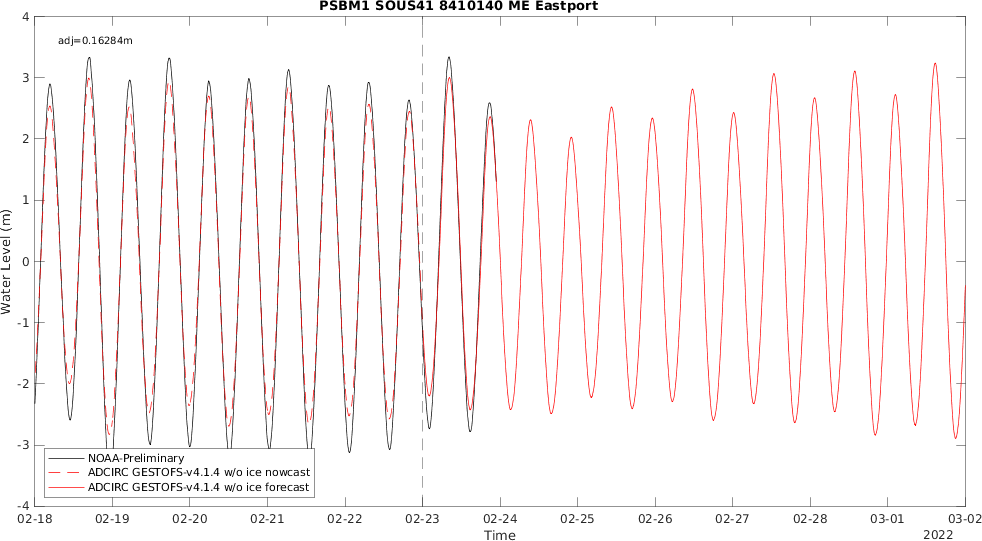 PSBM1 SOUS41 8410140 ME Eastport
adj=0.16284m
4
3
2
1
0
-1
-2
-3
-4
Water Level (m)
NOAA-Preliminary
ADCIRC GESTOFS-v4.1.4 w/o ice nowcast
ADCIRC GESTOFS-v4.1.4 w/o ice forecast
02-18 02-19 02-20 02-21 02-22 02-23 02-24 02-25 02-26 02-27 02-28 03-01 03-02
Time
2022